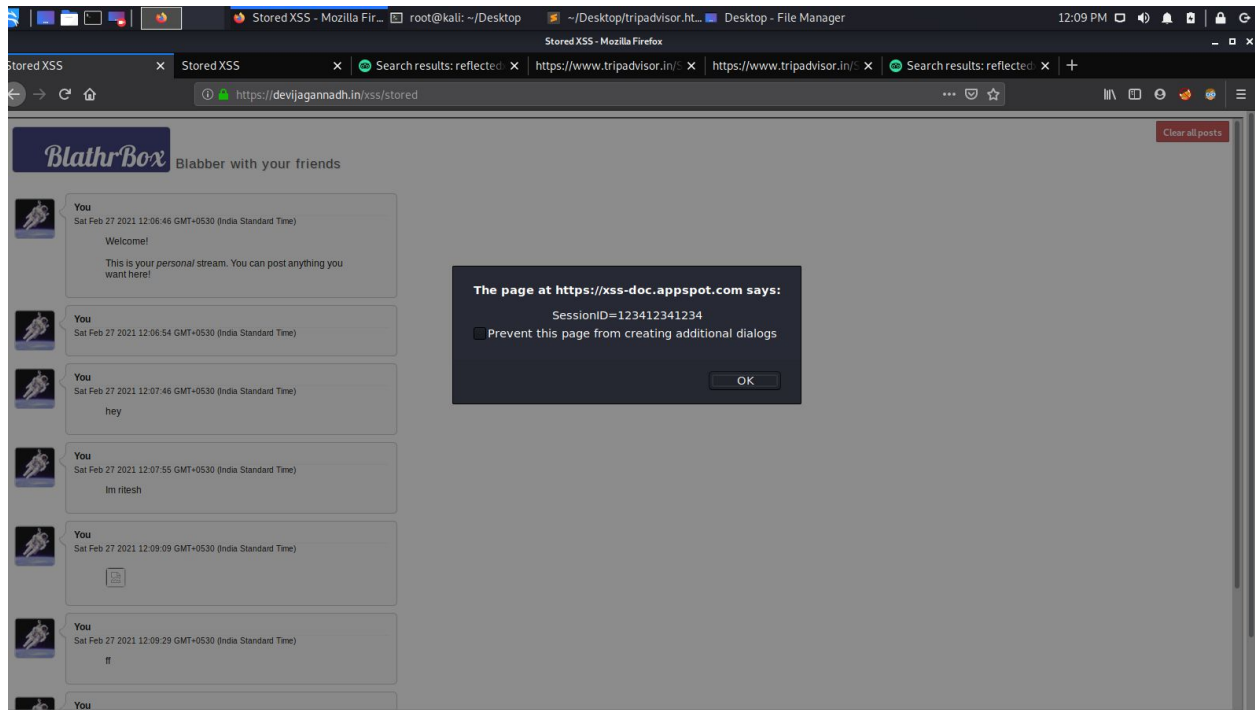 Stored XSS - Mozilla Fir... root@kali: ~/Desktop ~/Desktop/tripadvisor.ht... Desktop - File Manager 12:09 PM
Stored XSS - Mozilla Firefox
Stored XSS Stored XSS Search results: reflected https://www.tripadvisor.in/S https://www.tripadvisor.in/S Search results: reflected
https://devijagannadh.in/xss/stored
Clear all posts
BlathrBox Blabber with your friends
You
Sat Feb 27 2021 12:06:46 GMT+0530 (India Standard Time)
Welcome!
This is your personal stream. You can post anything you
want here!
You
Sat Feb 27 2021 12:06:54 GMT+0530 (India Standard Time)
You
Sat Feb 27 2021 12:07:46 GMT+0530 (India Standard Time)
hey
You
Sat Feb 27 2021 12:07:55 GMT+0530 (India Standard Time)
Im ritesh
You
Sat Feb 27 2021 12:09:09 GMT+0530 (India Standard Time)
You
Sat Feb 27 2021 12:09:29 GMT+0530 (India Standard Time)
ff
You
The page at https://xss-doc.appspot.com says:
SessionID=123412341234
Prevent this page from creating additional dialogs
OK